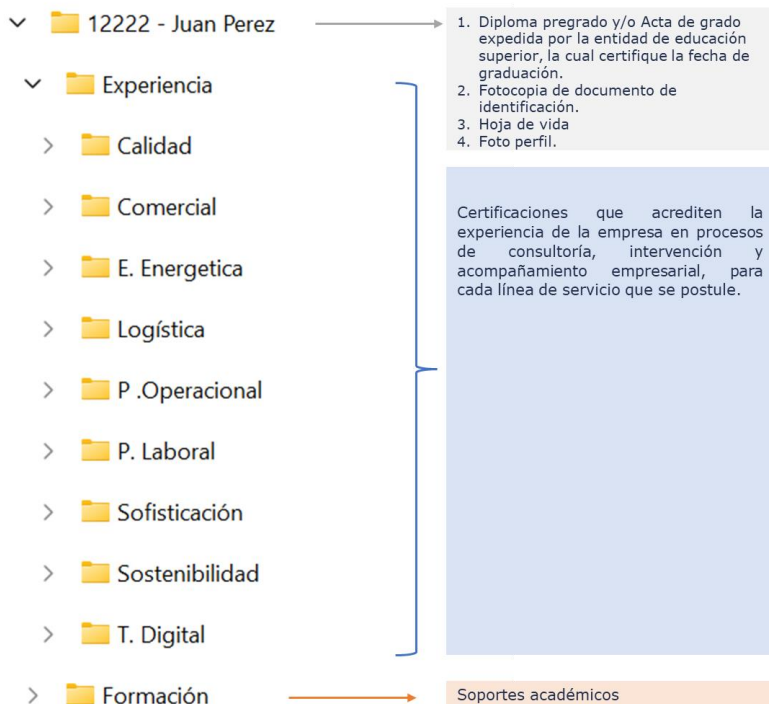 12222 - Juan Perez
1. Diploma pregrado y/o Acta de grado
expedida por la entidad de educación
superior, la cual certifique la fecha de
graduación.
2. Fotocopia de documento de
identificación.
3. Hoja de vida
4. Foto perfil.
Experiencia
Calidad
Comercial
E. Energetica
Logística
P .Operacional
P. Laboral
Sofisticación
Sostenibilidad
T. Digital
Certificaciones que acrediten la
experiencia de la empresa en procesos
de consultoría, intervención y
acompañamiento empresarial, para
cada línea de servicio que se postule.
Formación
Soportes académicos